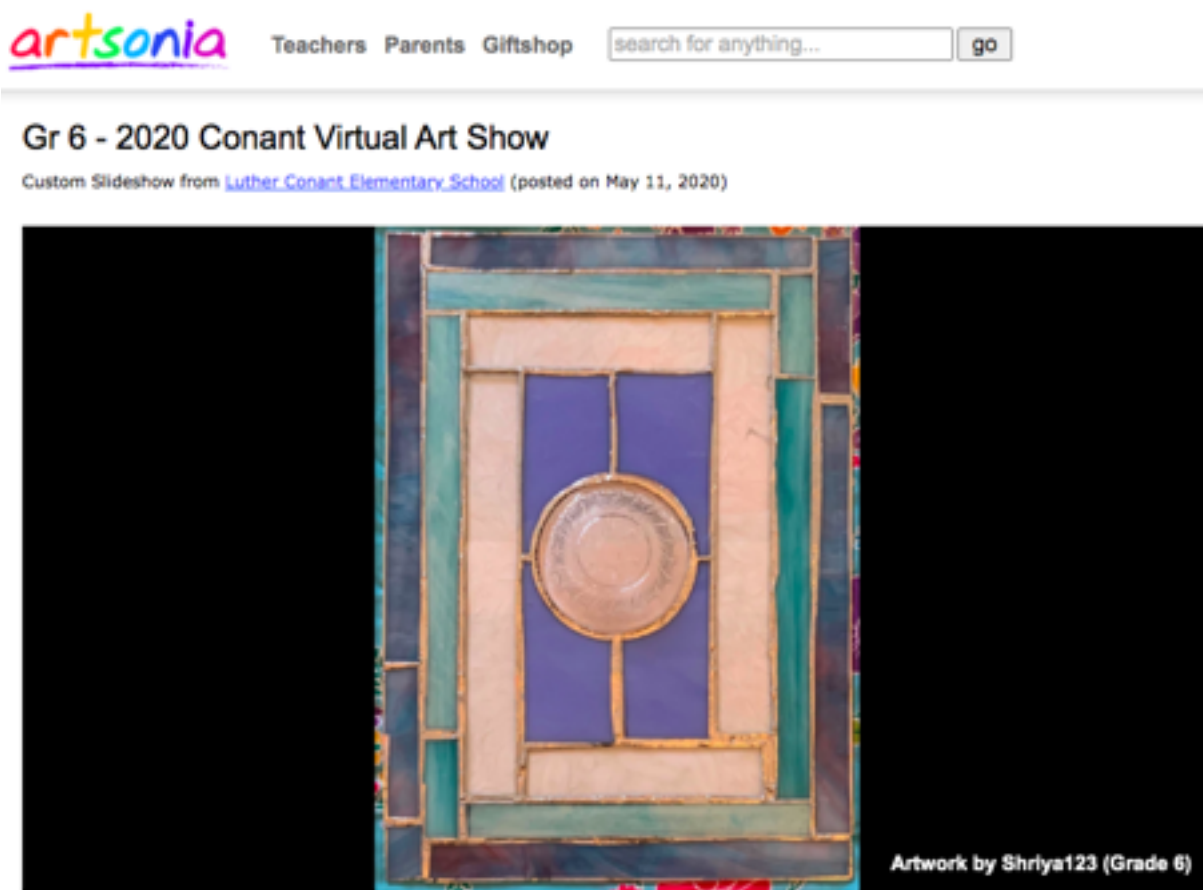 artsonia
Teachers Parents Giftshop search for anything... go
Gr 6 - 2020 Conant Virtual Art Show
Custom Slideshow from Luther Conant Elementary School (posted on May 11, 2020)
Artwork by Shriya123 (Grade 6)